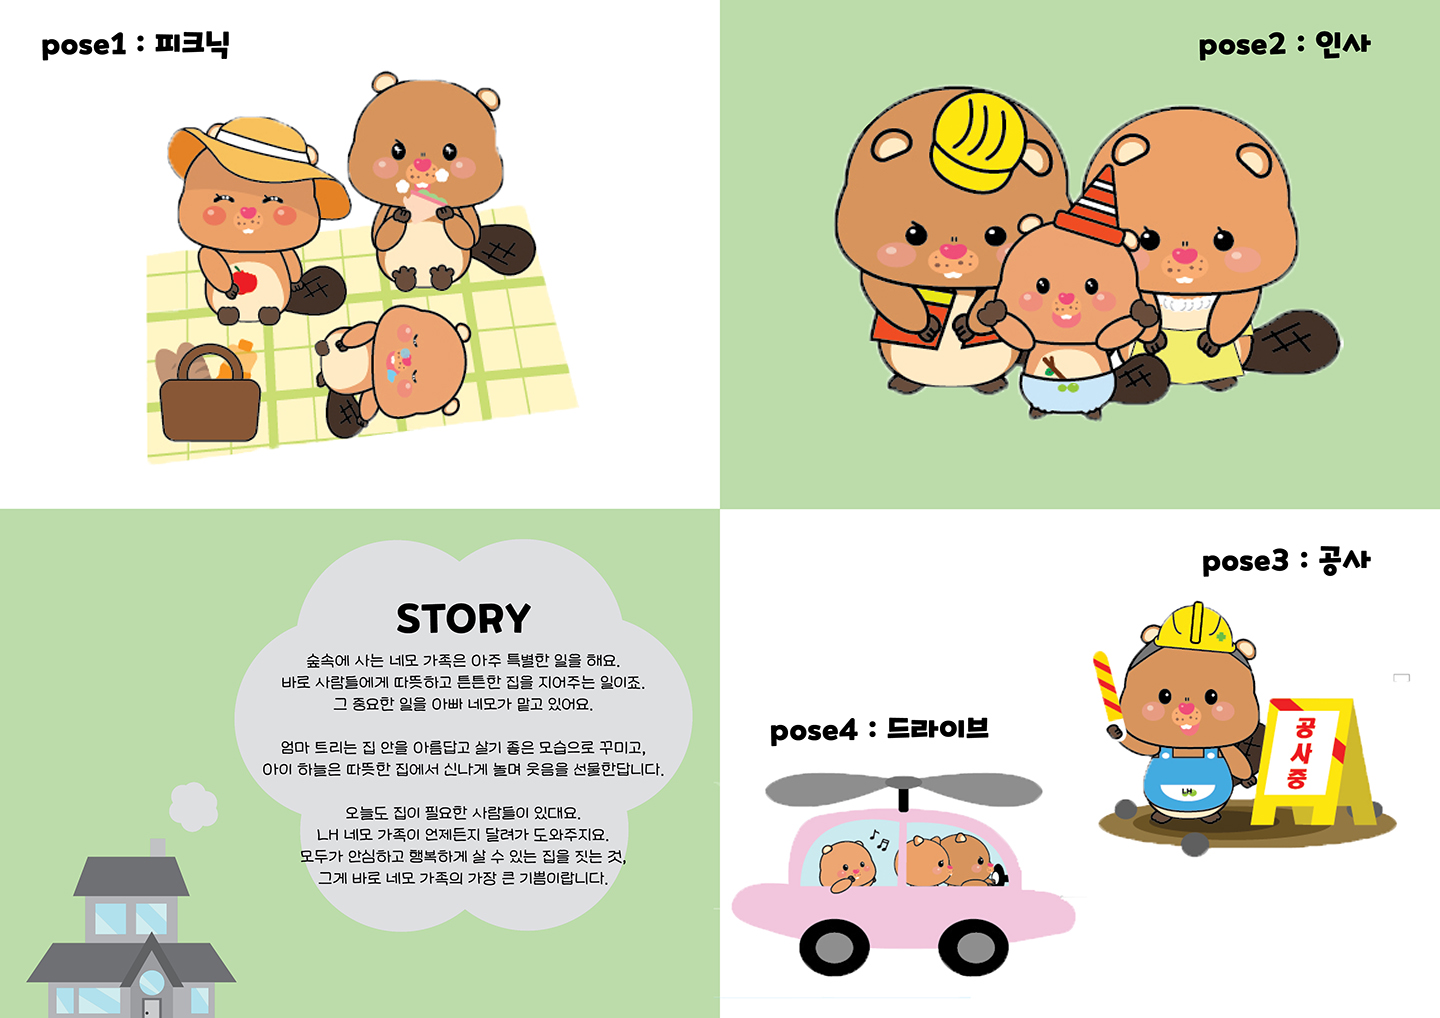 pose1 : 피크닉
pose2 : 인사
STORY
숲속에 사는 네모 가족은 아주 특별한 일을 해요.
바로 사람들에게 따뜻하고 튼튼한 집을 지어주는 일이죠.
그 중요한 일을 아빠 네모가 맡고 있어요.
엄마 트리는 집 안을 아름답고 살기 좋은 모습으로 꾸미고,
아이 하늘은 따뜻한 집에서 신나게 놀며 웃음을 선물한답니다.
오늘도 집이 필요한 사람들이 있대요.
LH 네모 가족이 언제든지 달려가 도와주지요.
모두가 안심하고 행복하게 살 수 있는 집을 짓는 것,
그게 바로 네모 가족의 가장 큰 기쁨이랍니다.
pose3 : 공사
공
사
중
LH
pose4 : 드라이브